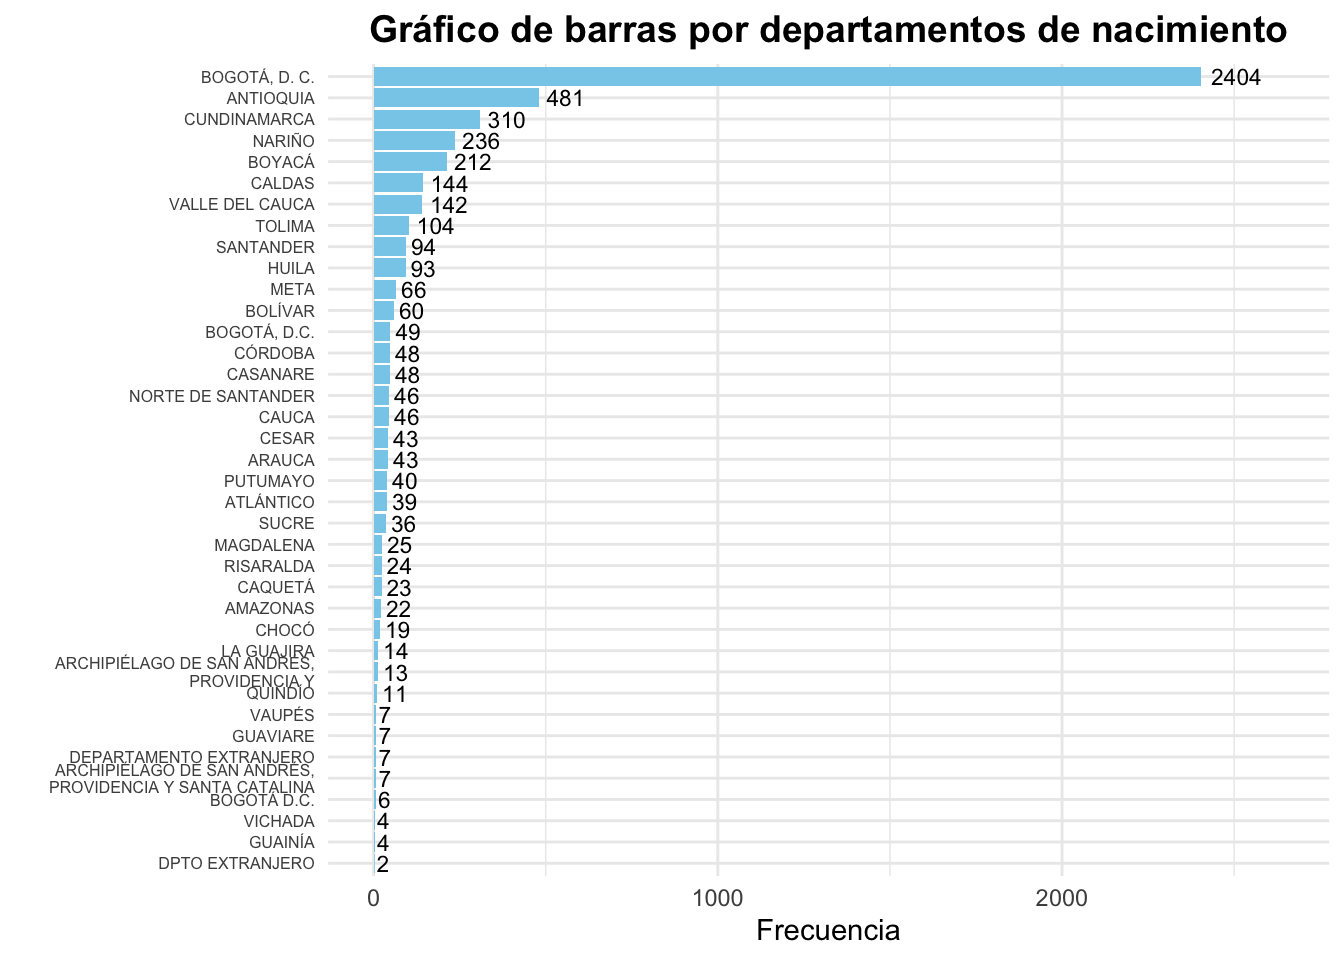 Gráfico de barras por departamentos de nacimiento
BOGOTÁ, D. C. 2404
ANTIOQUIA 481
CUNDINAMARCA 310
NARIÑO 236
BOYACÁ 212
CALDAS 144
VALLE DEL CAUCA 142
TOLIMA 104
SANTANDER 94
HUILA 93
META 66
BOLÍVAR 60
BOGOTÁ, D.C. 49
CÓRDOBA 48
CASANARE 48
NORTE DE SANTANDER 46
CAUCA 46
CESAR 43
ARAUCA 43
PUTUMAYO 40
ATLÁNTICO 39
SUCRE 36
MAGDALENA 25
RISARALDA 24
CAQUETÁ 23
AMAZONAS 22
CHOCÓ 19
LA GUAJIRA 14
ARCHIPIÉLAGO DE SAN ANDRÉS,
PROVIDENCIA Y 13
QUINDÍO 11
VAUPÉS 7
GUAVIARE 7
DEPARTAMENTO EXTRANJERO 7
ARCHIPIÉLAGO DE SAN ANDRÉS,
PROVIDENCIA Y SANTA CATALINA 7
BOGOTÁ D.C. 6
VICHADA 4
GUAINÍA 4
DPTO EXTRANJERO 2
0 1000 2000
Frecuencia